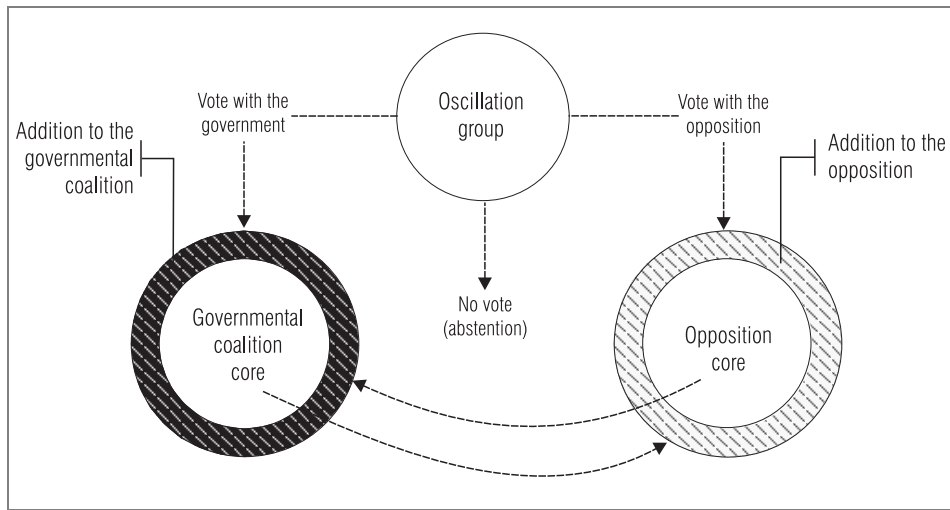 Oscillation
group
Vote with the
government
Vote with the
opposition
Addition to the
governmental
coalition
Addition to the
opposition
No vote
(abstention)
Governmental
coalition
core
Opposition
core